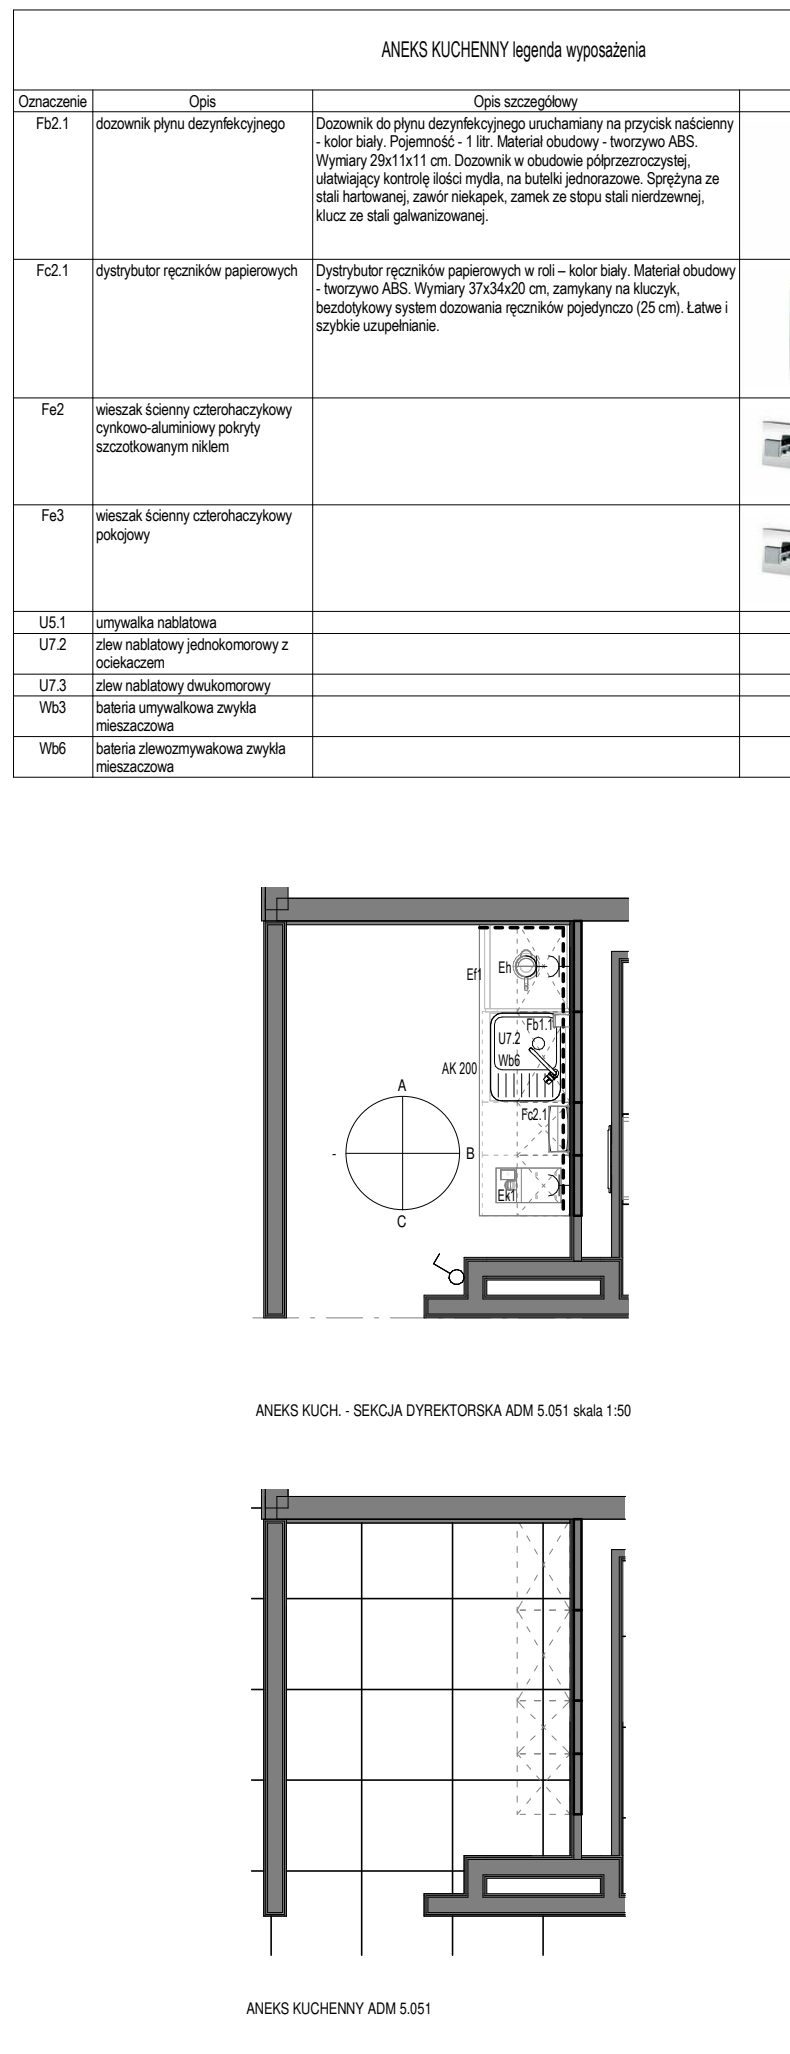 ANEKS KUCHENNY legenda wyposażenia
Oznaczenie Opis Opis szczegółowy
Fb2.1 dozownik płynu dezynfekcyjnego Dozownik do płynu dezynfekcyjnego uruchamiany na przycisk naścienny
- kolor biały. Pojemność - 1 litr. Materiał obudowy - tworzywo ABS.
Wymiary 29x11x11 cm. Dozownik w obudowie półprzezroczystej,
ułatwiający kontrolę ilości mydła, na butelki jednorazowe. Sprężyna ze
stali hartowanej, zawór niekapek, zamek ze stopu stali nierdzewnej,
klucz ze stali galwanizowanej.
Fc2.1 dystrybutor ręczników papierowych Dystrybutor ręczników papierowych w roli – kolor biały. Materiał obudowy
- tworzywo ABS. Wymiary 37x34x20 cm, zamykany na kluczyk,
bezdotykowy system dozowania ręczników pojedynczo (25 cm). Łatwe i
szybkie uzupełnianie.
Fe2 wieszak ścienny czterohaczykowy
cynkowo-aluminiowy pokryty
szczotkowanym niklem
Fe3 wieszak ścienny czterohaczykowy
pokojowy
U5.1 umywalka nablatowa
U7.2 zlew nablatowy jednokomorowy z
ociekaczem
U7.3 zlew nablatowy dwukomorowy
Wb3 bateria umywalkowa zwykła
mieszaczowa
Wb6 bateria zlewozmywakowa zwykła
mieszaczowa
Ef1 Eh
Fb1.1
U7.2
Wb6
AK 200
A
Fc2.1
- B
Ek1
C
ANEKS KUCH. - SEKCJA DYREKTORSKA ADM 5.051 skala 1:50
ANEKS KUCHENNY ADM 5.051